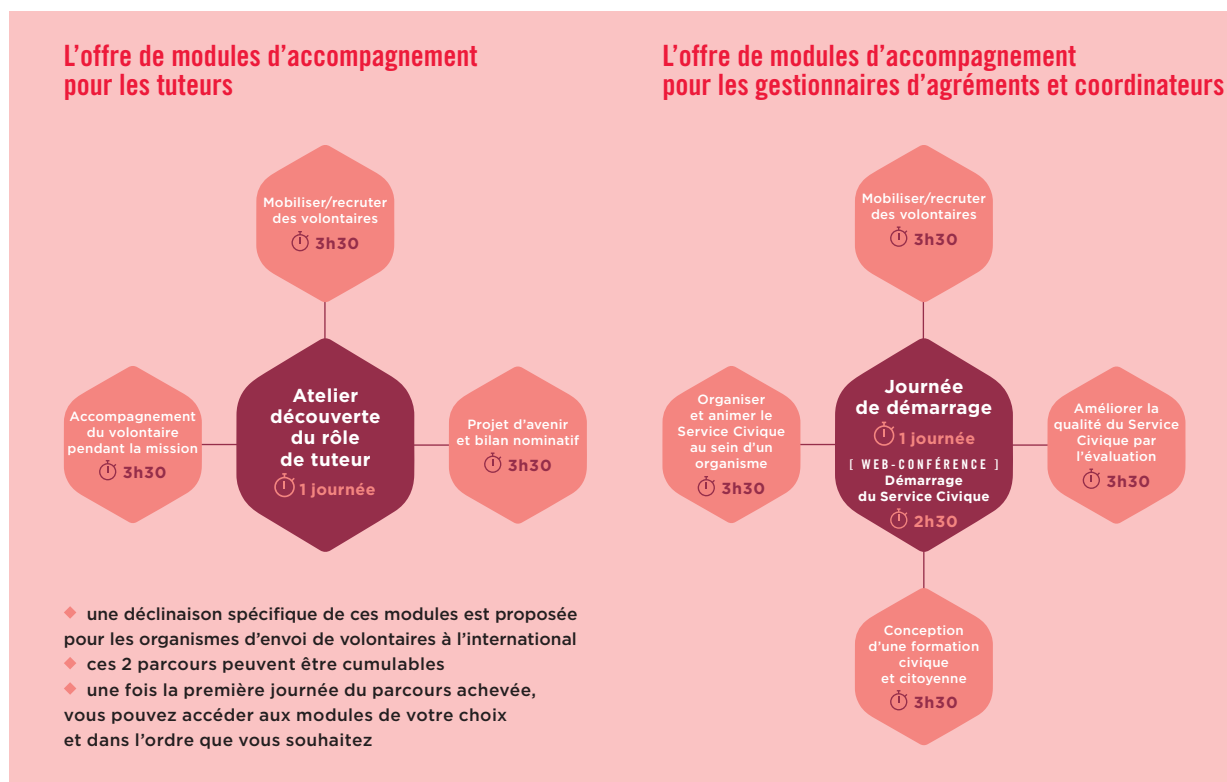 L'offre de modules d'accompagnement
pour les tuteurs
Mobiliser/recruter
des volontaires
3h30
Accompagnement
du volontaire
pendant la mission
3h30
Atelier
découverte
du rôle
de tuteur
1 journée
Projet d'avenir
et bilan nominatif
3h30
◆ une déclinaison spécifique de ces modules est proposée
pour les organismes d'envoi de volontaires à l'international
◆ ces 2 parcours peuvent être cumulables
◆ une fois la première journée du parcours achevée,
vous pouvez accéder aux modules de votre choix
et dans l'ordre que vous souhaitez
L'offre de modules d'accompagnement
pour les gestionnaires d'agréments et coordinateurs
Mobiliser/recruter
des volontaires
3h30
Organiser
et animer le
Service Civique
au sein d'un
organisme
3h30
Journée
de démarrage
1 journée
[ WEB-CONFÉRENCE ]
Démarrage
du Service Civique
2h30
Améliorer la
qualité du Service
Civique par
l'évaluation
3h30
Conception
d'une formation
civique
et citoyenne
3h30